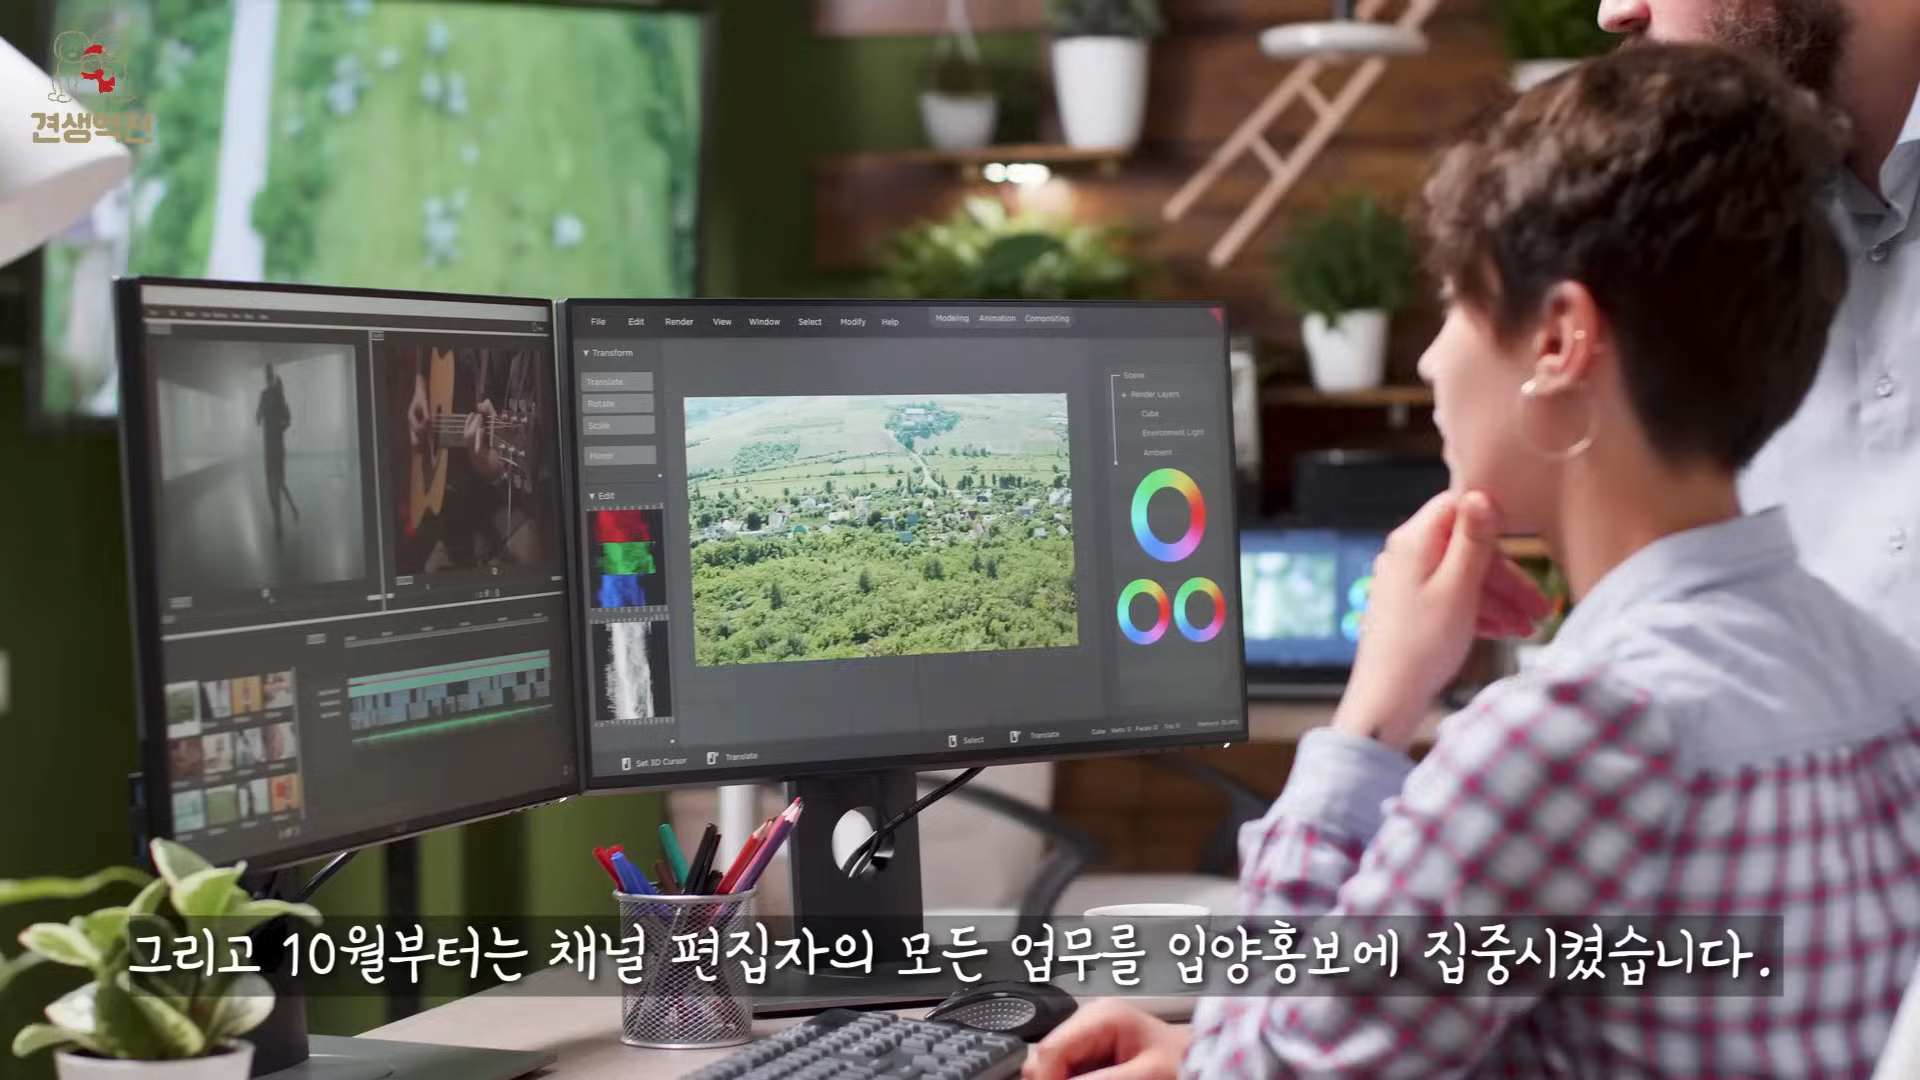 견생역전
File Edit Render View Window Select Modify Help
Modeling Animation Compositing
▼ Transform
Translate
Rotate
Scale
Mirror
▼ Edit
Scene
+ Render Layers
Cube
Environment Light
Ambient
Set 3D Cursor
Translate
Select
Translate
그리고 10월부터는 채널 편집자의 모든 업무를 입양홍보에 집중시켰습니다.